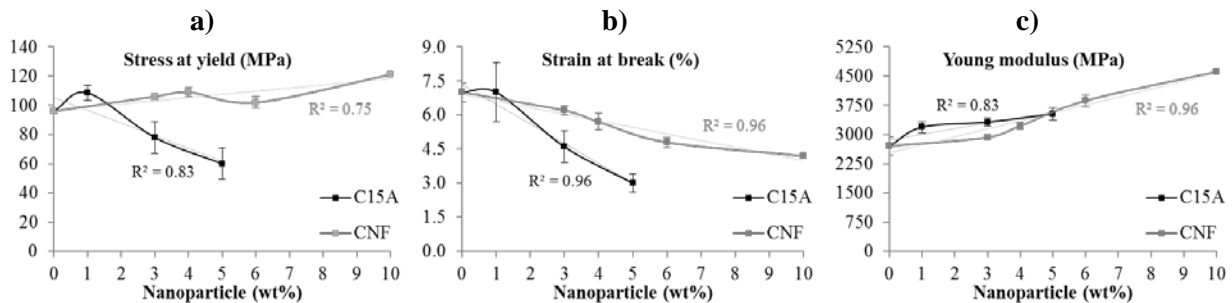 a)
Stress at yield (MPa)
140
120
100
80
60
40
20
0
R² = 0.75
R² = 0.83
C15A
CNF
0 1 2 3 4 5 6 7 8 9 10
Nanoparticle (wt%)
b)
Strain at break (%)
9.0
7.5
6.0
4.5
3.0
1.5
0.0
R² = 0.96
R² = 0.96
C15A
CNF
0 1 2 3 4 5 6 7 8 9 10
Nanoparticle (wt%)
c)
Young modulus (MPa)
5250
4500
3750
3000
2250
1500
750
0
R² = 0.83
R² = 0.96
C15A
CNF
0 1 2 3 4 5 6 7 8 9 10
Nanoparticle (wt%)